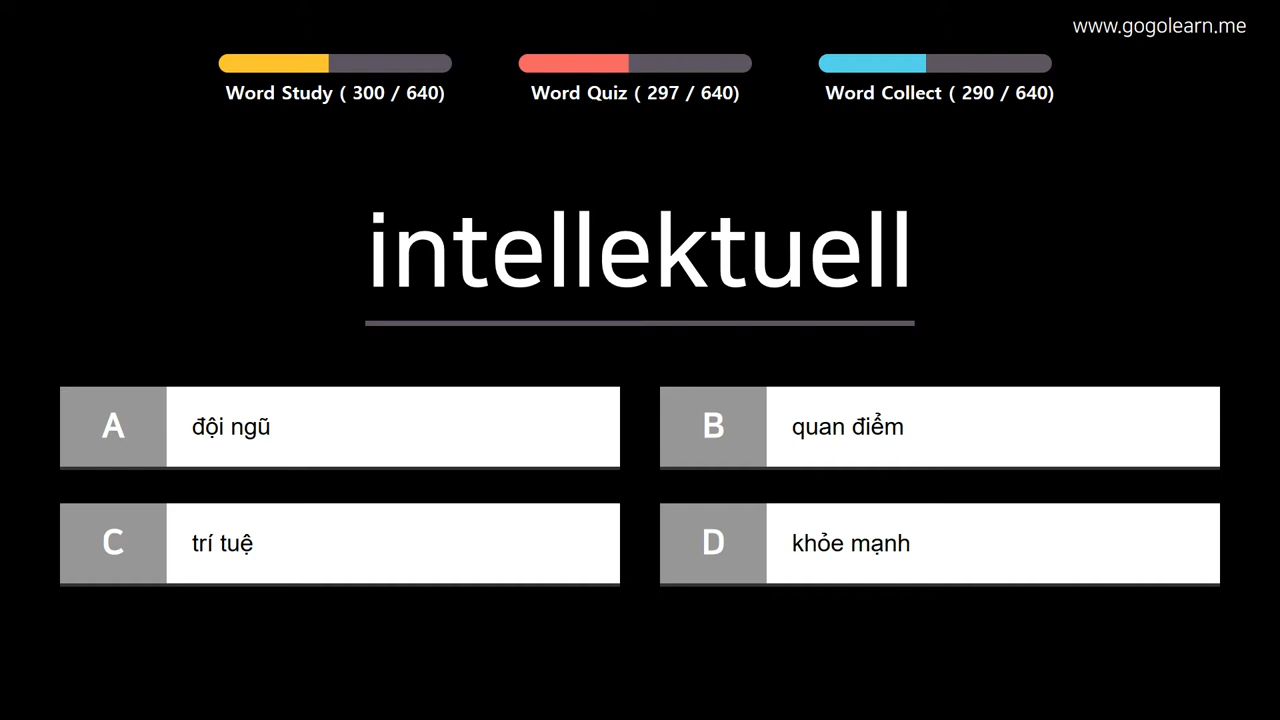 www.gogolearn.me
Word Study ( 300 / 640)
Word Quiz ( 297 / 640)
Word Collect ( 290 / 640)
intellektuell
A đội ngũ
B quan điểm
C trí tuệ
D khỏe mạnh